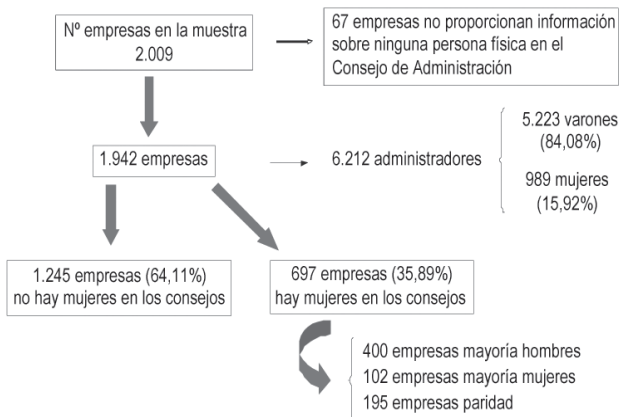 Nº empresas en la muestra
2.009
67 empresas no proporcionan información
sobre ninguna persona física en el
Consejo de Administración
1.942 empresas
6.212 administradores
5.223 varones
(84,08%)
989 mujeres
(15,92%)
1.245 empresas (64,11%)
no hay mujeres en los consejos
697 empresas (35,89%)
hay mujeres en los consejos
400 empresas mayoría hombres
102 empresas mayoría mujeres
195 empresas paridad